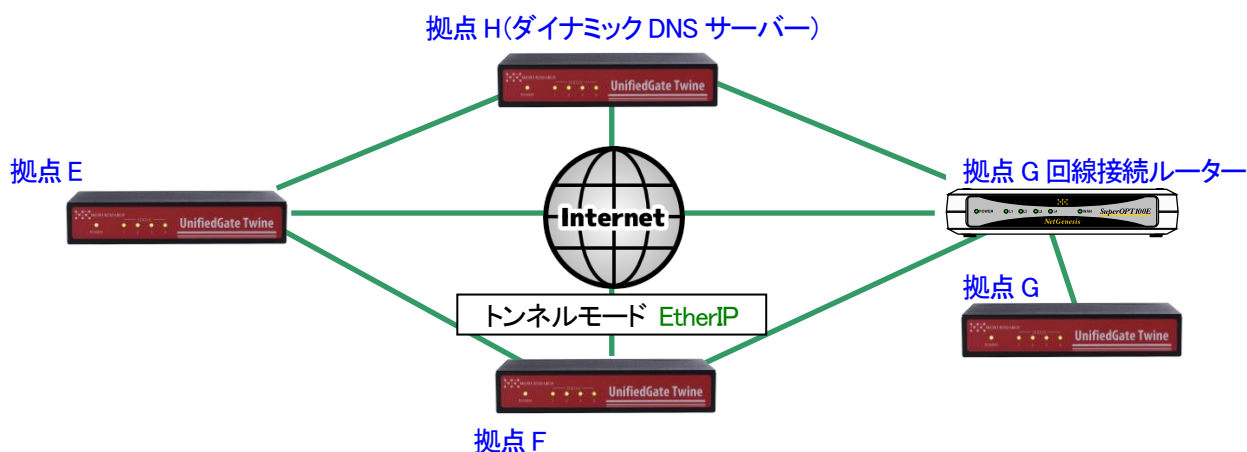 拠点 H(ダイナミック DNS サーバー)
UnifiedGate Twine
拠点 E
UnifiedGate Twine
Internet
拠点 G 回線接続ルーター
POWER
WAN
SuperOPT100E
NetGenesis
トンネルモード EtherIP
拠点 G
UnifiedGate Twine
UnifiedGate Twine
拠点 F